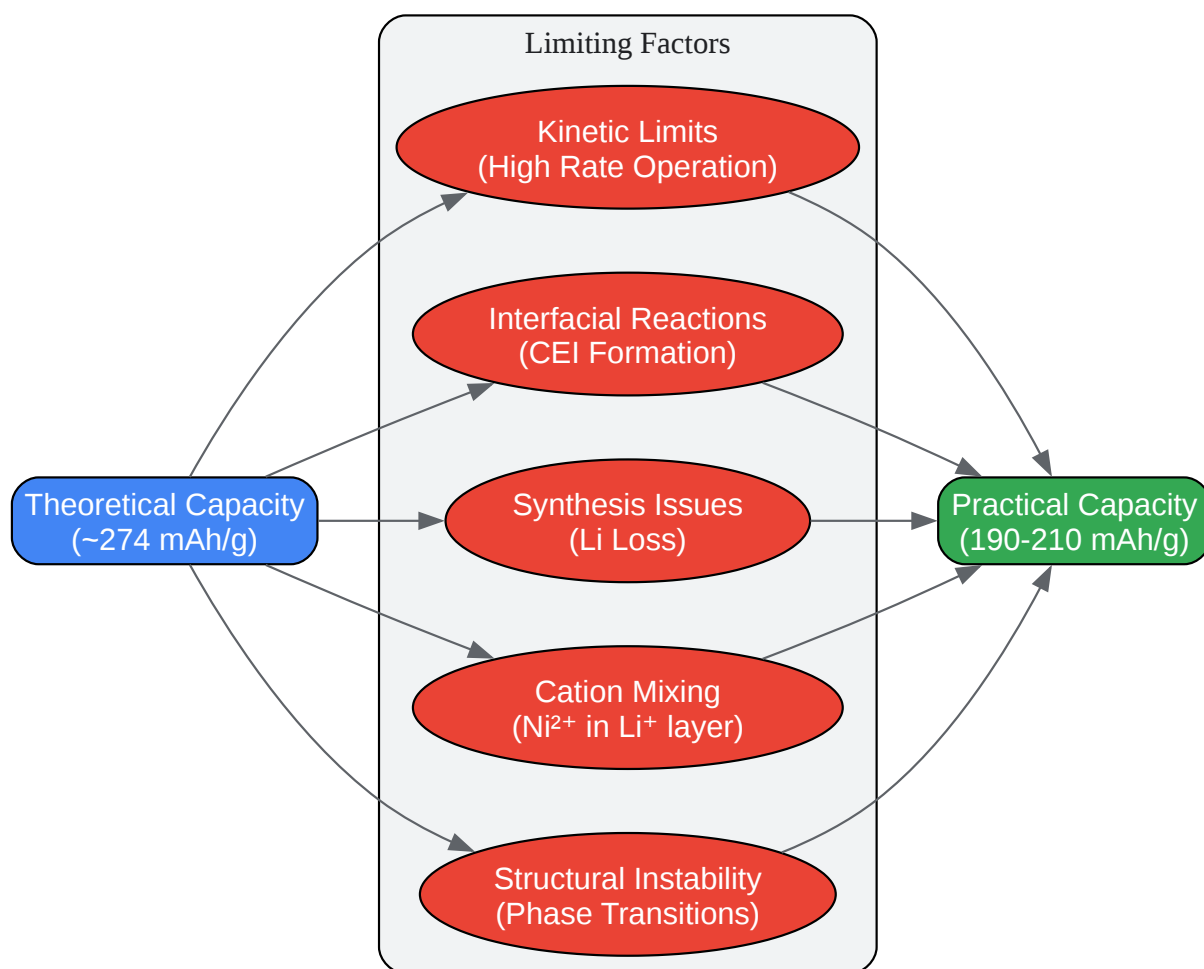 Limiting Factors
Kinetic Limits
(High Rate Operation)
Interfacial Reactions
(CEI Formation)
Theoretical Capacity
(~274 mAh/g)
Synthesis Issues
(Li Loss)
Practical Capacity
(190-210 mAh/g)
Cation Mixing
(Ni²⁺ in Li⁺ layer)
Structural Instability
(Phase Transitions)